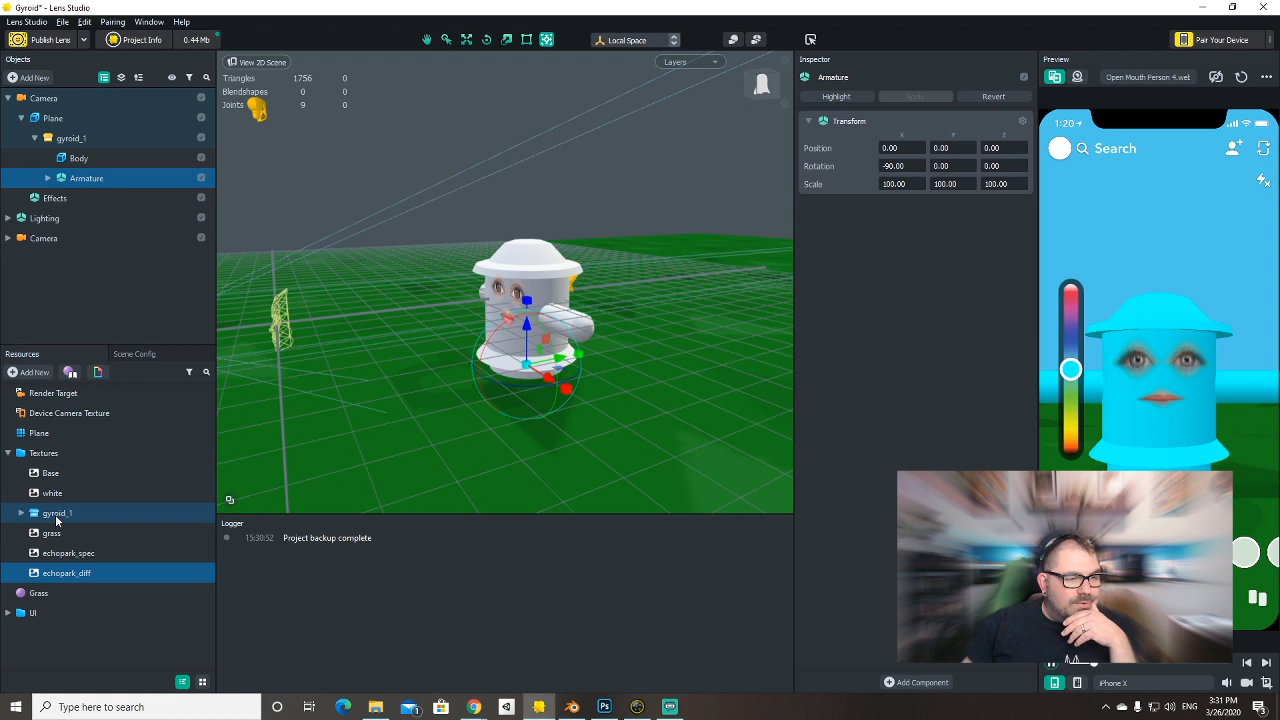 Gyroid* - Lens Studio
Lens Studio File Edit Pairing Window Help
Publish Lens Project Info 0.44 Mb Local Space Pair Your Device
Objects
Add New
Camera
Plane
gyroid_1
Body
Armature
Effects
Lighting
Camera
Resources Scene Config
Add New
Render Target
Device Camera Texture
Plane
Textures
Base
white
gyroid_1
grass
echopark_spec
echopark_diff
Grass
UI
View 2D Scene Layers
Triangles 1756 0
Blendshapes 0 0
Joints 9 0
Logger
15:30:52 Project backup complete
Inspector
Armature
Highlight Apply Revert
Transform
X Y Z
Position 0.00 0.00 0.00
Rotation -90.00 0.00 0.00
Scale 100.00 100.00 100.00
Add Component
Preview
Open Mouth Person 4.web
1:20
Search
iPhone X
Type here to search
1
ENG
3:31 PM
3/26/2020